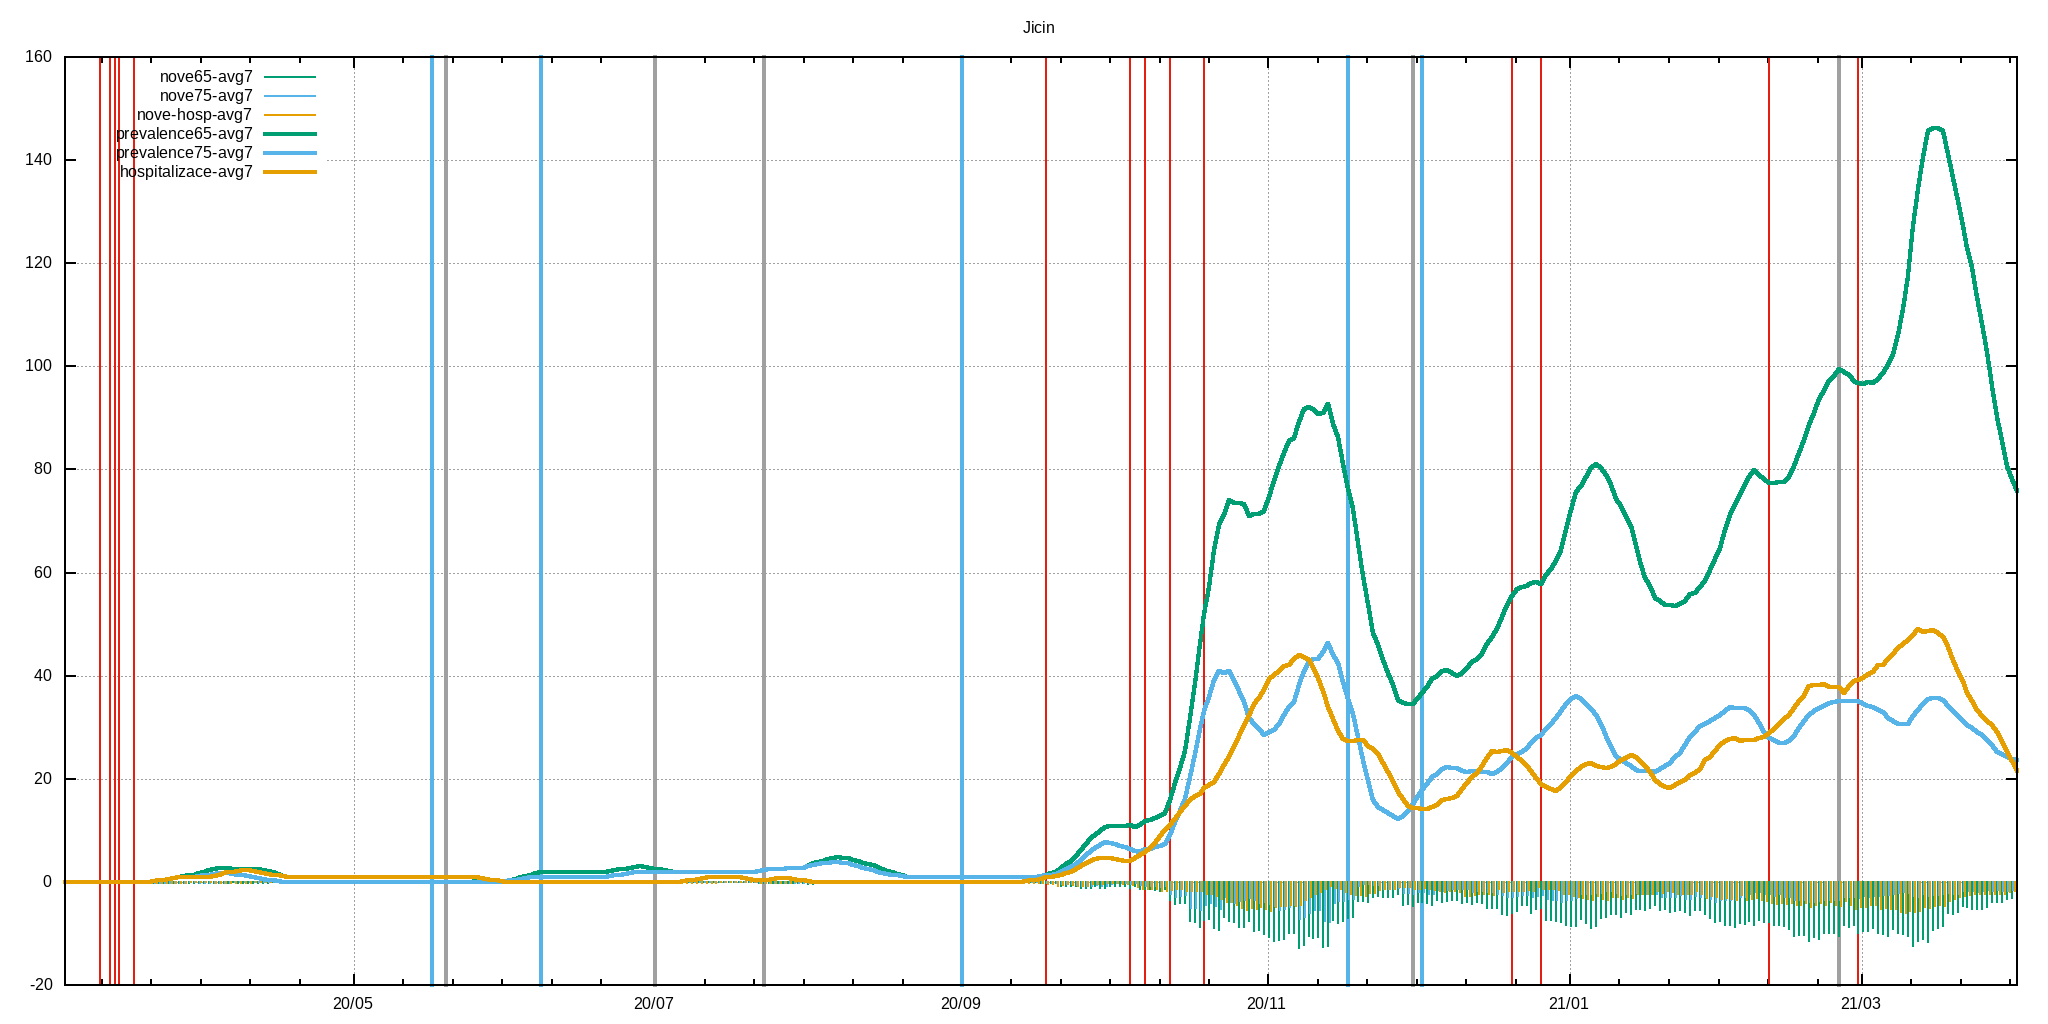 Jicin
160
nove65-avg7
nove75-avg7
nove-hosp-avg7
prevalence65-avg7
prevalence75-avg7
hospitalizace-avg7
140
120
100
80
60
40
20
0
-20
20/05
20/07
20/09
20/11
21/01
21/03